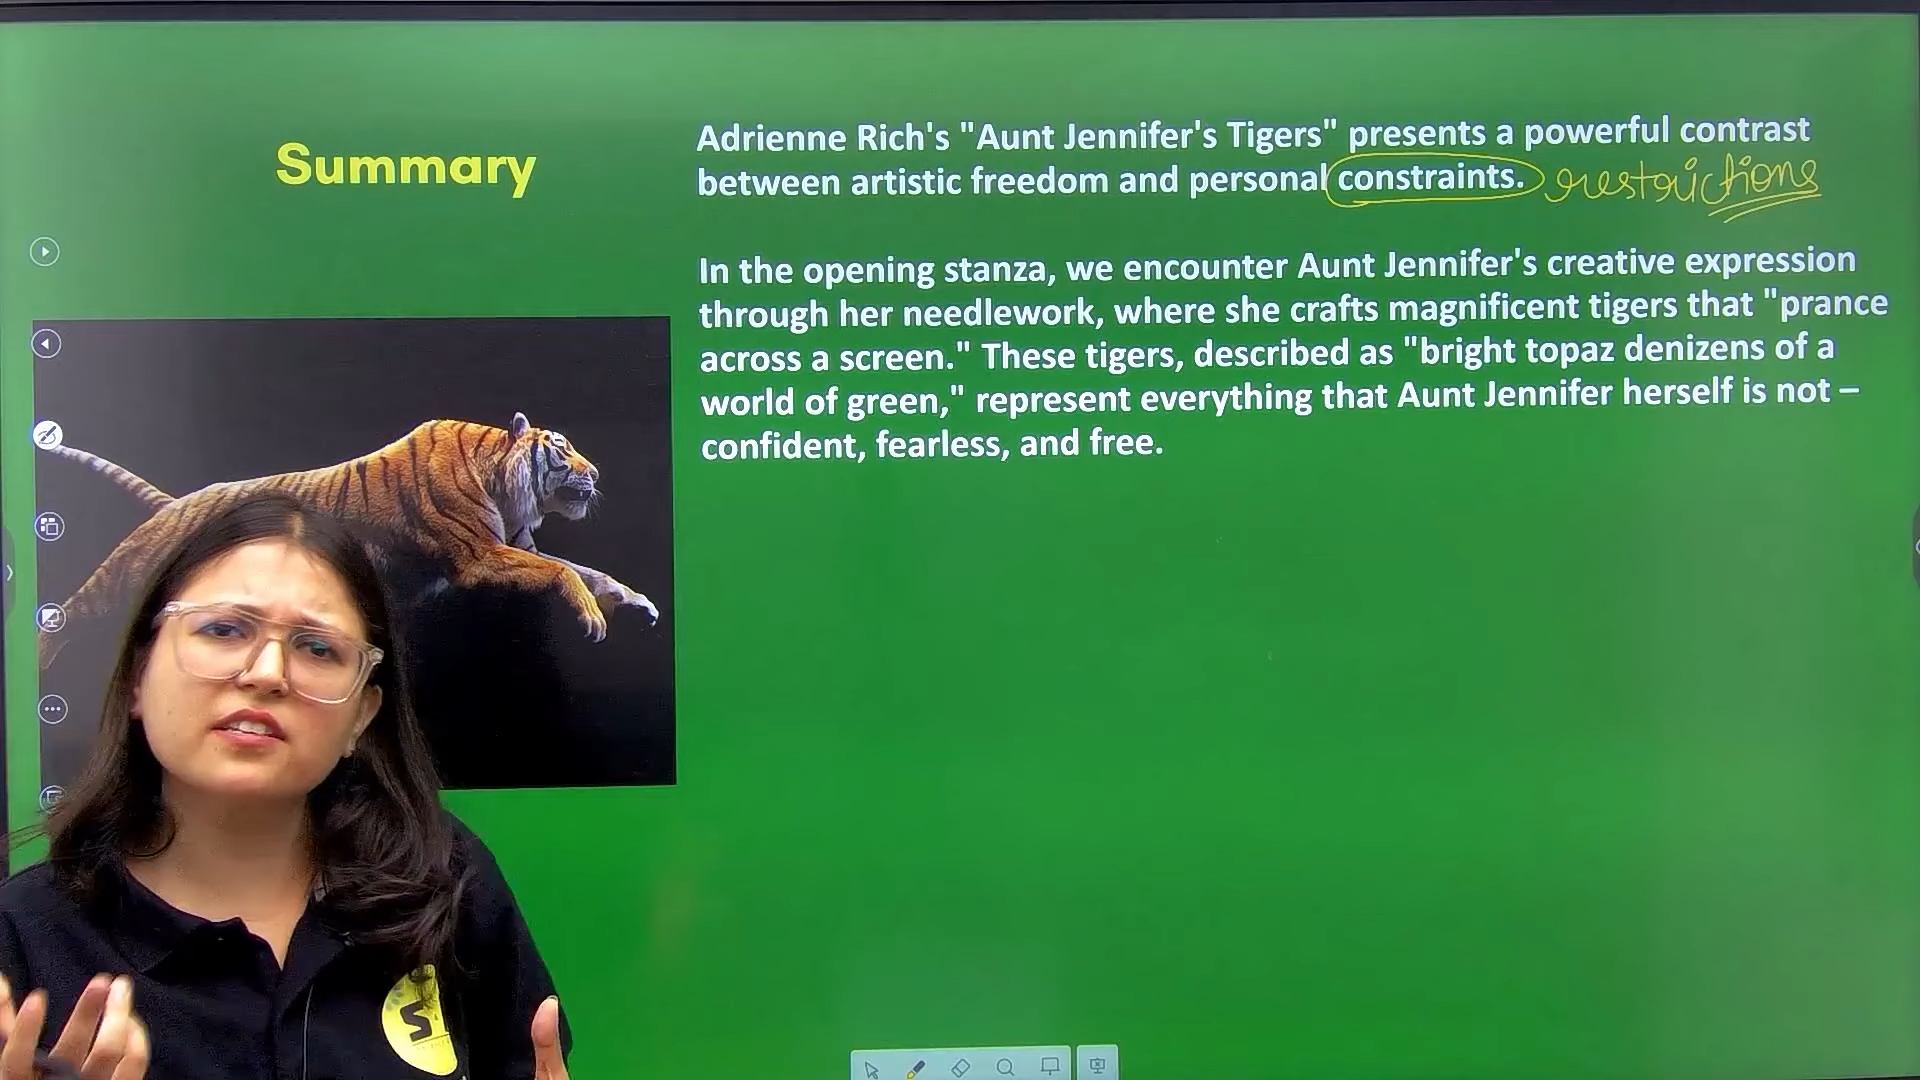 Summary
Adrienne Rich's "Aunt Jennifer's Tigers" presents a powerful contrast
between artistic freedom and personal constraints. restrictions
In the opening stanza, we encounter Aunt Jennifer's creative expression
through her needlework, where she crafts magnificent tigers that "prance
across a screen." These tigers, described as "bright topaz denizens of a
world of green," represent everything that Aunt Jennifer herself is not –
confident, fearless, and free.